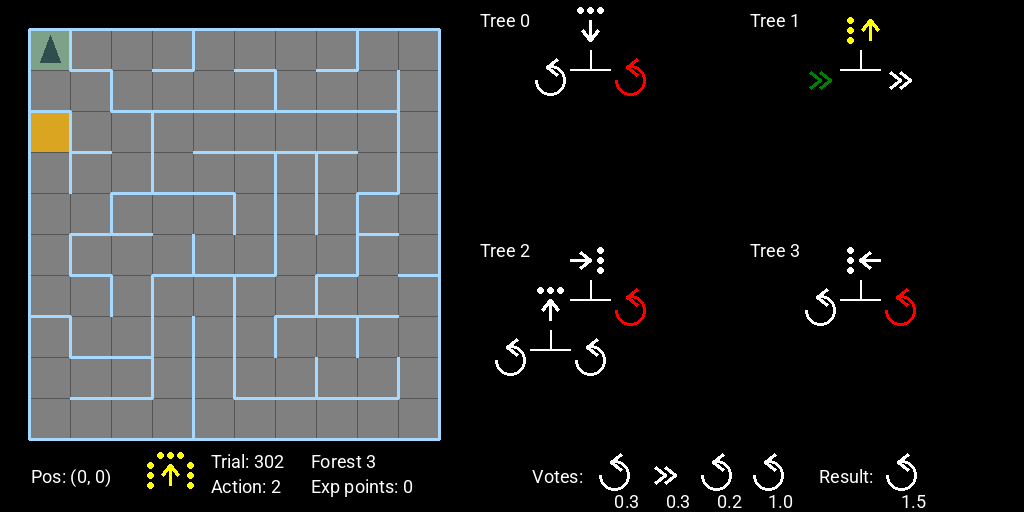 Tree 0
Tree 1
Tree 2
Tree 3
Pos: (0, 0)
Trial: 302
Forest 3
Action: 2
Exp points: 0
Votes:
0.3
0.3
0.2
1.0
Result:
1.5